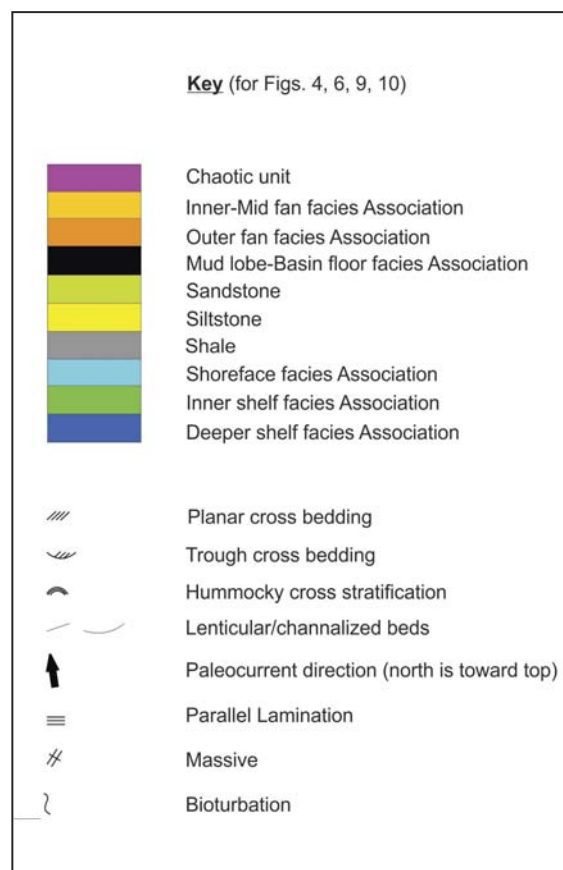 Key (for Figs. 4, 6, 9, 10)
Chaotic unit
Inner-Mid fan facies Association
Outer fan facies Association
Mud lobe-Basin floor facies Association
Sandstone
Siltstone
Shale
Shoreface facies Association
Inner shelf facies Association
Deeper shelf facies Association
Planar cross bedding
Trough cross bedding
Hummocky cross stratification
Lenticular/channalized beds
Paleocurrent direction (north is toward top)
Parallel Lamination
Massive
Bioturbation